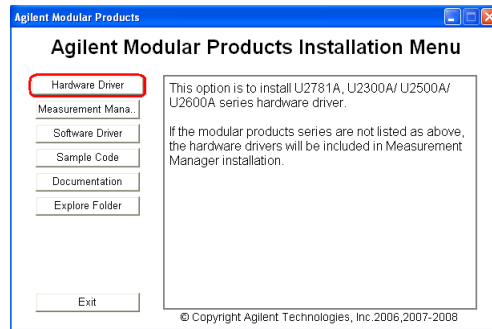 Agilent Modular Products
Agilent Modular Products Installation Menu
Hardware Driver
Measurement Mana..
Software Driver
Sample Code
Documentation
Explore Folder
Exit
This option is to install U2781A, U2300A/ U2500A/
U2600A series hardware driver.
If the modular products series are not listed as above,
the hardware drivers will be included in Measurement
Manager installation.
© Copyright Agilent Technologies, Inc.2006,2007-2008